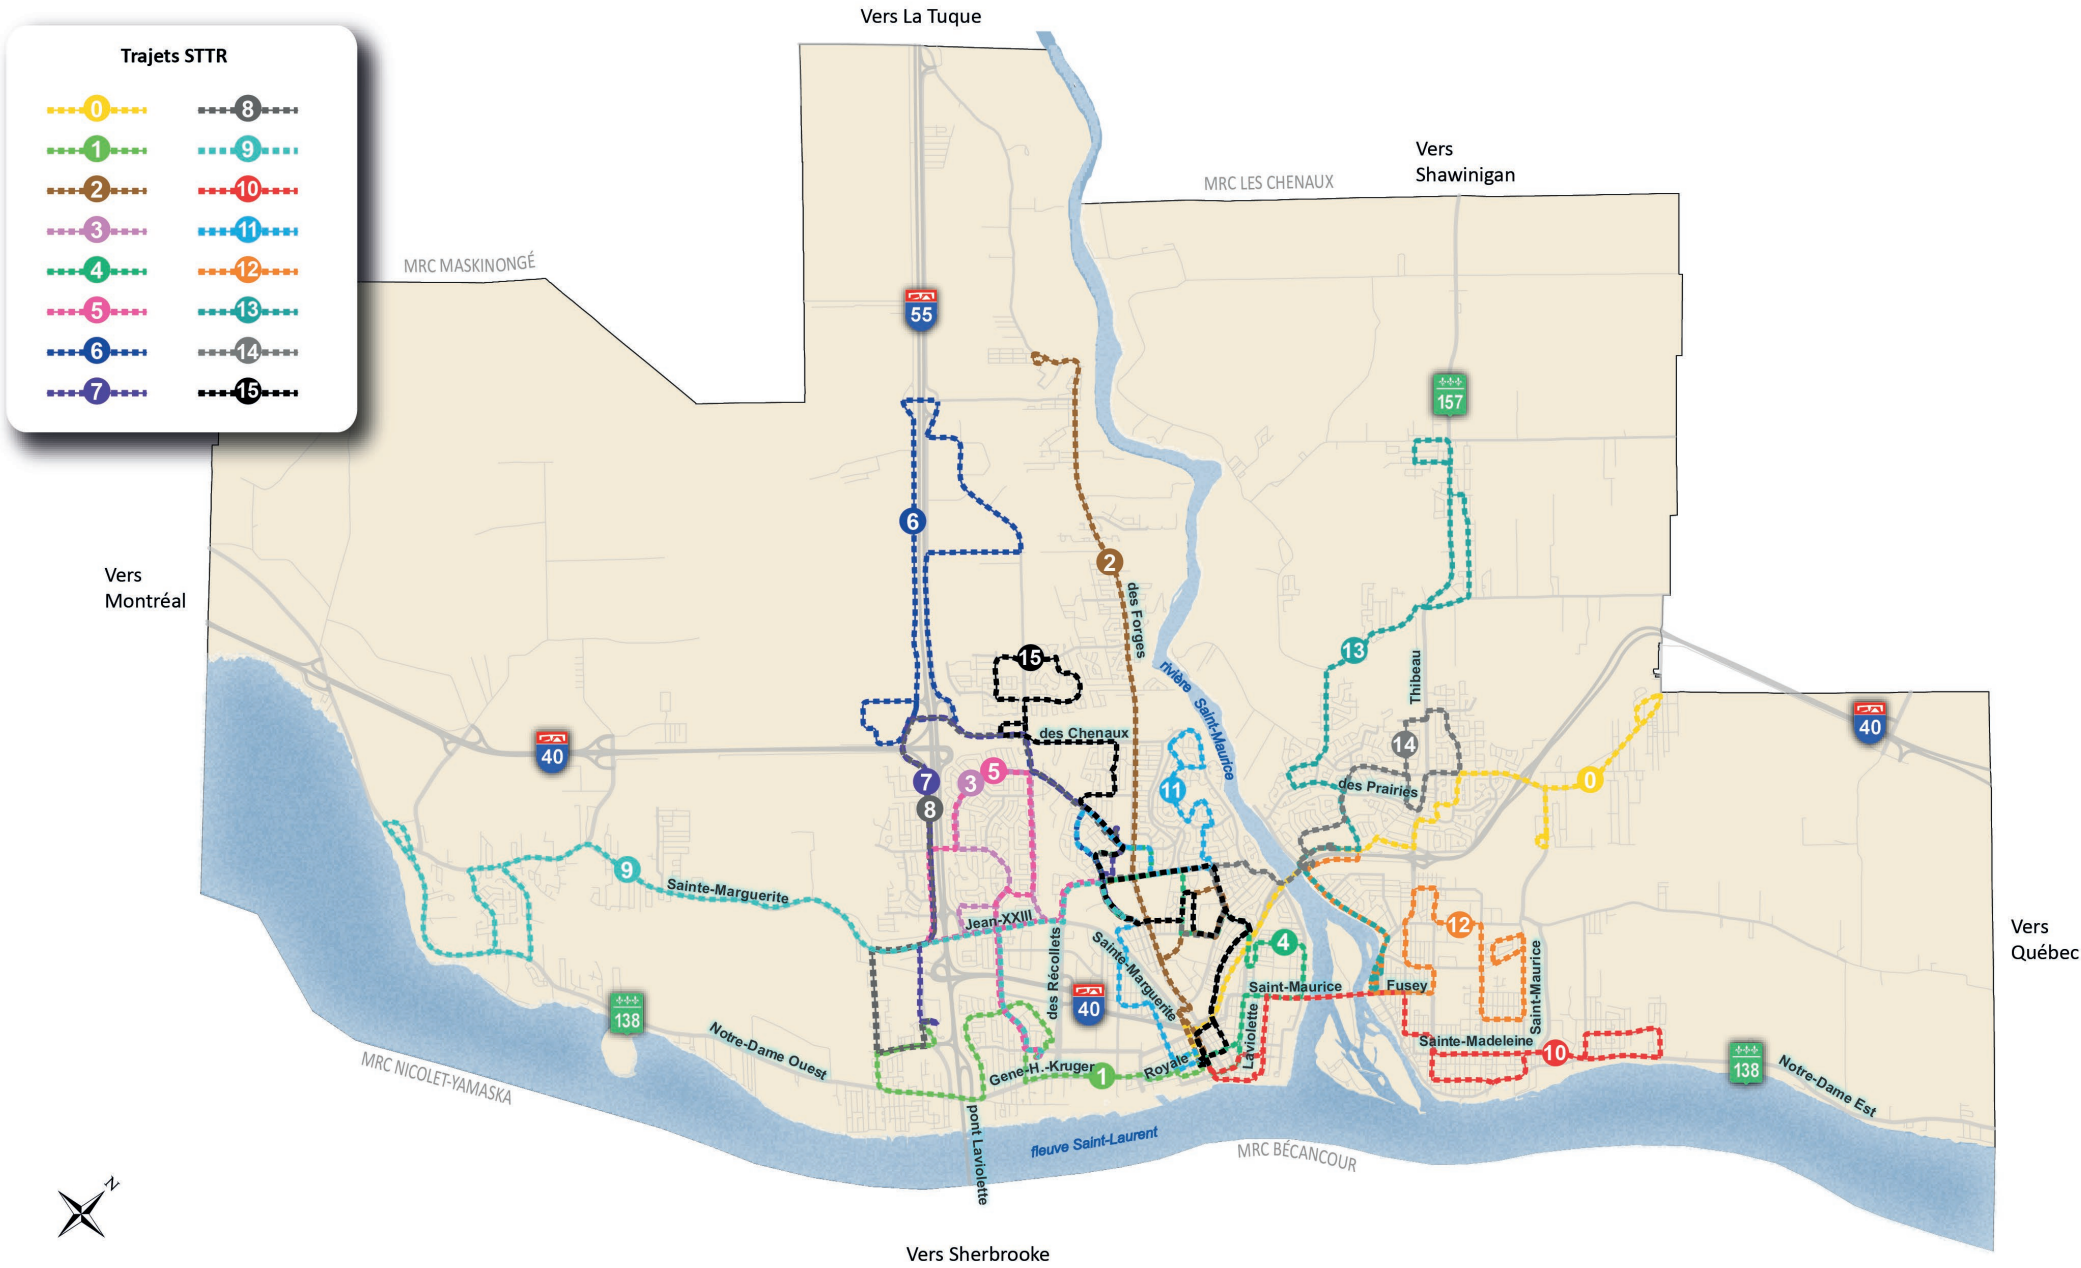 Vers La Tuque
Trajets STTR
0
8
1
9
2
10
3
11
4
12
5
13
6
14
7
15
Vers
Shawinigan
MRC LES CHENAUX
MRC MASKINONGÉ
55
157
6
2
des Forges
Vers
Montréal
15
13
rivière Saint-Maurice
Thibeau
40
40
des Chenaux
14
7
3
5
11
des Prairies
0
8
9
Sainte-Marguerite
Jean-XXIII
12
4
Vers
Québec
des Récollets
Sainte-Marguerite
Saint-Maurice
Fusey
Saint-Maurice
40
138
Notre-Dame Ouest
Laviolette
Sainte-Madeleine
10
Gene-H.-Kruger
1
Royale
138
Notre-Dame Est
MRC NICOLET-YAMASKA
pont Laviolette
fleuve Saint-Laurent
MRC BÉCANCOUR
N
Vers Sherbrooke